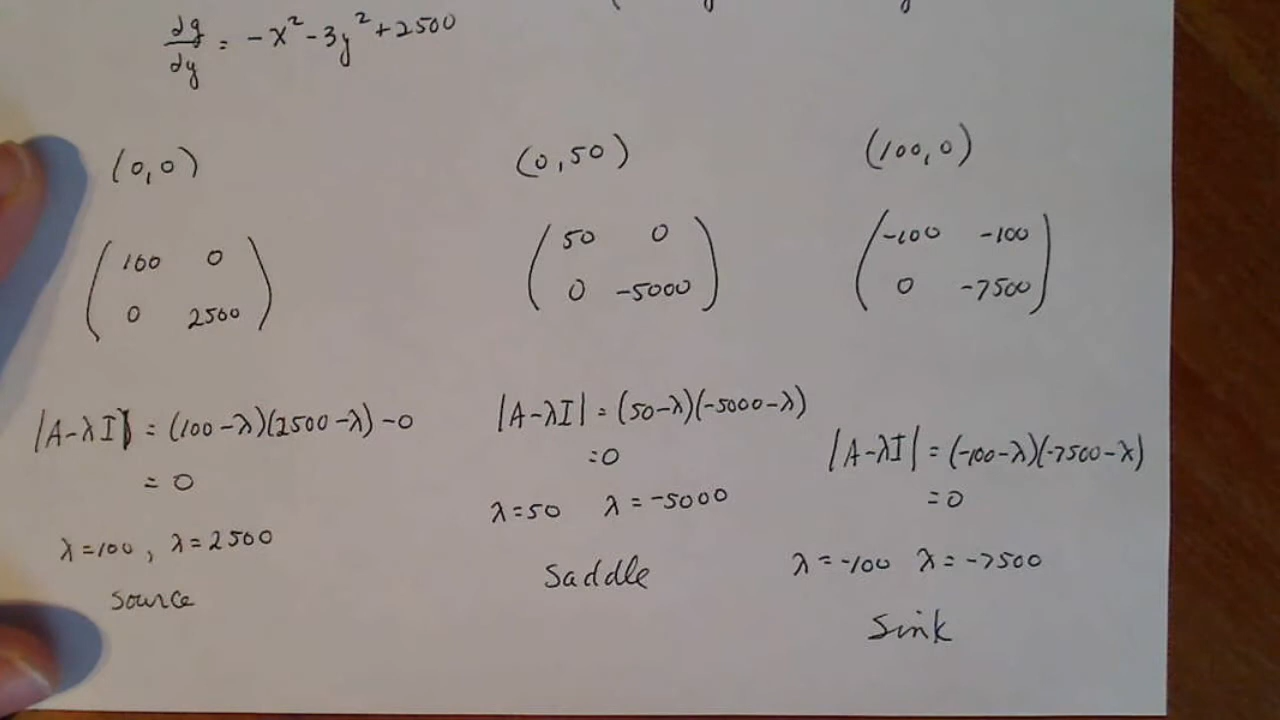 ∂g/∂y = -x² - 3y² + 2500
(0,0)
(100 0
0 2500)
|A-λI| = (100-λ)(2500-λ)-0
= 0
λ=100, λ=2500
source
(0,50)
(50 0
0 -5000)
|A-λI| = (50-λ)(-5000-λ)
=0
λ=50 λ=-5000
Saddle
(100,0)
(-100 -100
0 -7500)
|A-λI| = (-100-λ)(-7500-λ)
=0
λ=-100 λ=-7500
Sink